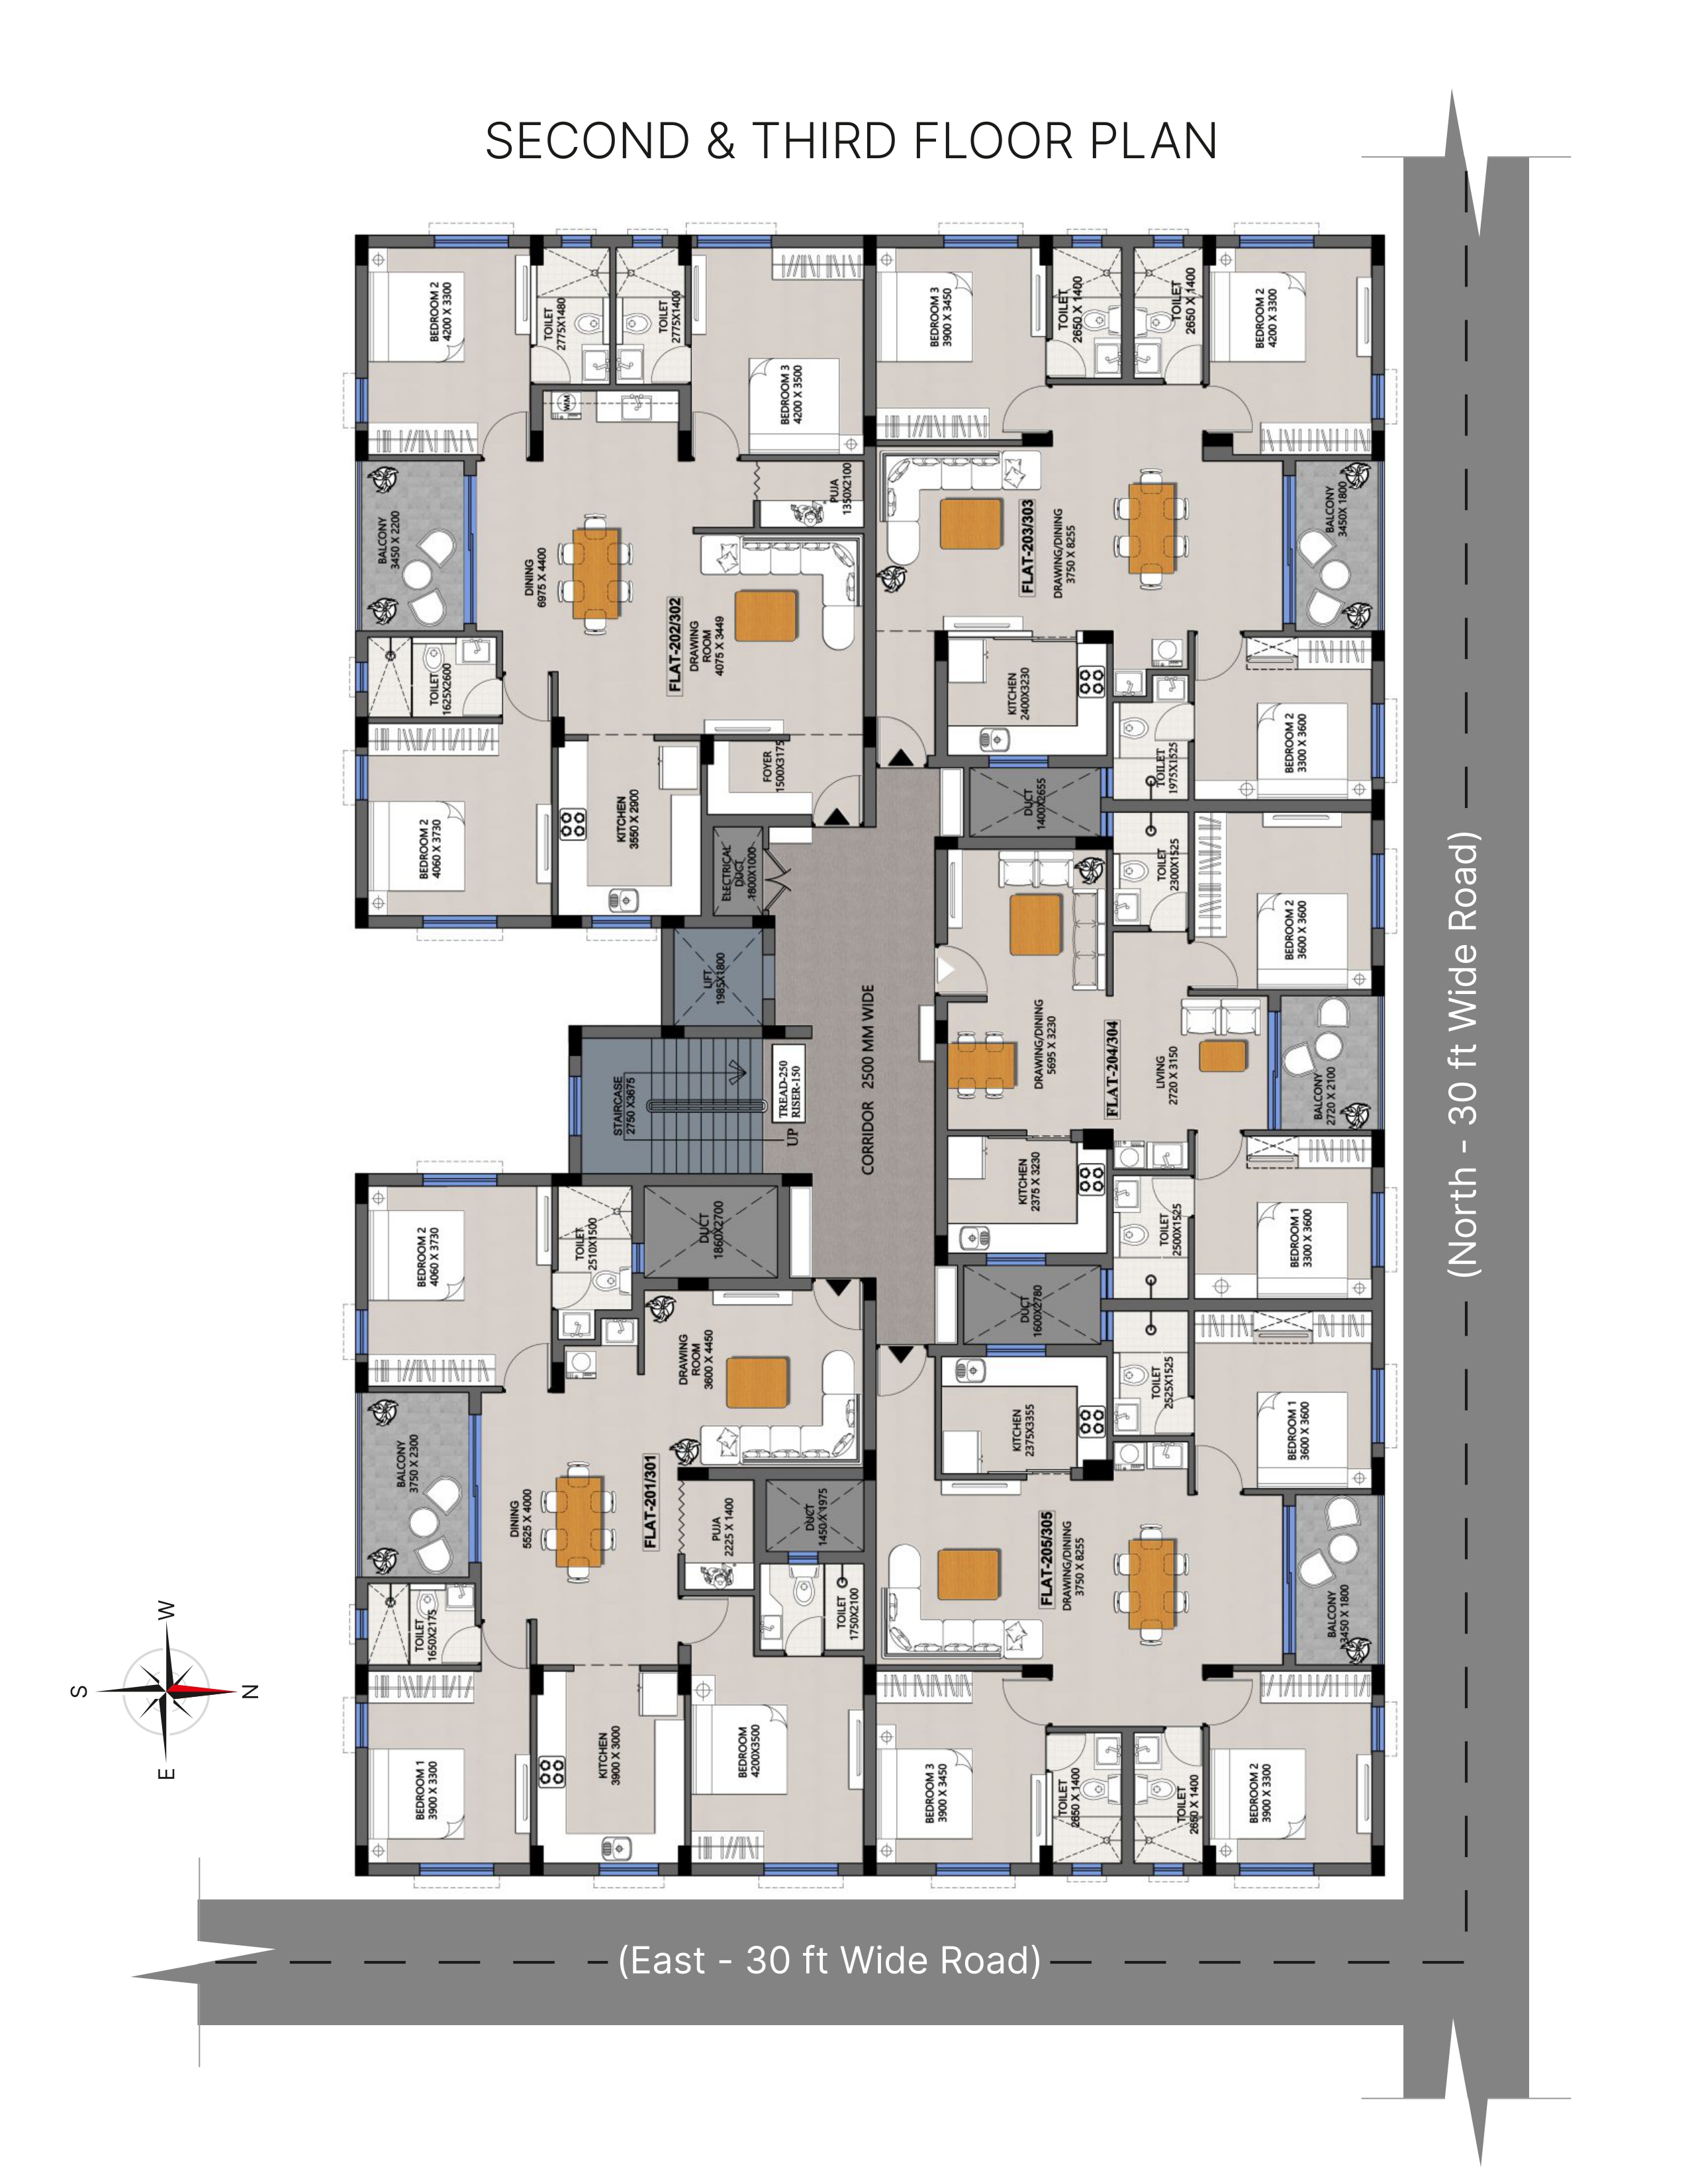 SECOND & THIRD FLOOR PLAN
BEDROOM 2
4200 X 3300
TOILET
2775X1480
TOILET
2775X1400
BEDROOM 3
4200 X 3500
BEDROOM 3
3900 X 3450
TOILET
2650 X 1400
TOILET
2650 X 1400
BEDROOM 2
4200 X 3300
W.M
BALCONY
3450 X 2200
DINING
6975 X 4400
PUJA
1350X2100
FLAT-202/302
DRAWING
ROOM
4075 X 3449
FLAT-203/303
DRAWING/DINING
3750 X 8255
BALCONY
3450X 1800
TOILET
1625X2600
BEDROOM 2
4060 X 3730
KITCHEN
3550 X 2900
FOYER
1500X3175
KITCHEN
2400X3230
TOILET
1975X1525
BEDROOM 2
3300 X 3600
ELECTRICAL
DUCT
1800X1000
DUCT
1400X2655
TOILET
2300X1525
BEDROOM 2
3600 X 3600
LIFT
1985X1800
STAIRCASE
2750 X3675
TREAD-250
RISER-150
UP
CORRIDOR 2500 MM WIDE
DRAWING/DINING
5695 X 3230
FLAT-204/304
LIVING
2720 X 3150
BALCONY
2720 X 2100
KITCHEN
2375 X 3230
TOILET
2500X1525
BEDROOM 1
3300 X 3600
BEDROOM 2
4060 X 3730
TOILET
2510X1500
DUCT
1860X2700
DUCT
1600X2780
DRAWING
ROOM
3600 X 4450
KITCHEN
2375X3355
TOILET
2525X1525
BEDROOM 1
3600 X 3600
BALCONY
3750 X 2300
DINING
5525 X 4000
FLAT-201/301
PUJA
2225 X 1400
DUCT
1450X1975
FLAT-205/305
DRAWING/DINING
3750 X 8255
BALCONY
3450 X 1800
TOILET
1650X2175
TOILET
1750X2100
BEDROOM 1
3900 X 3300
KITCHEN
3900 X 3000
BEDROOM
4200X3500
BEDROOM 3
3900 X 3450
TOILET
2650 X 1400
TOILET
2650 X 1400
BEDROOM 2
3900 X 3300
W
S
N
E
(North - 30 ft Wide Road)
(East - 30 ft Wide Road)